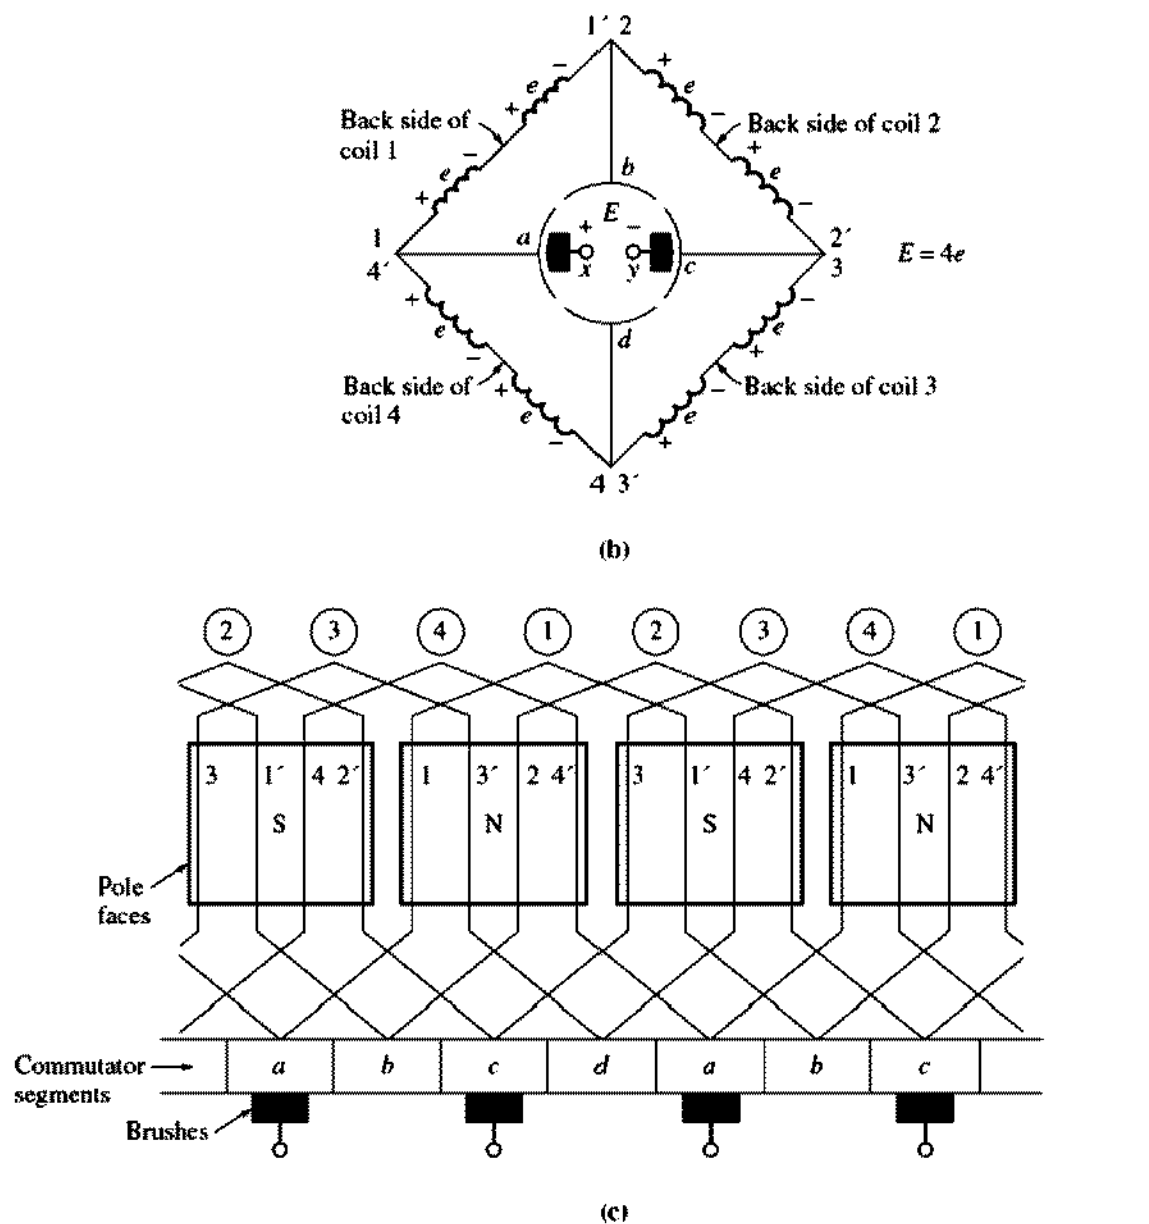 1´ 2
+ e − + e −
Back side of
coil 1
Back side of coil 2
+ e − + e −
b
E
1
4´
a
+
x
−
y
c
2´
3
E = 4e
d
+ e − + e −
Back side of
coil 4
Back side of coil 3
+ e − + e −
4 3´
(b)
2 3 4 1 2 3 4 1
3 1´ 4 2´ 1 3´ 2 4´ 3 1´ 4 2´ 1 3´ 2 4´
S N S N
Pole
faces
Commutator
segments
a b c d a b c
Brushes
(c)